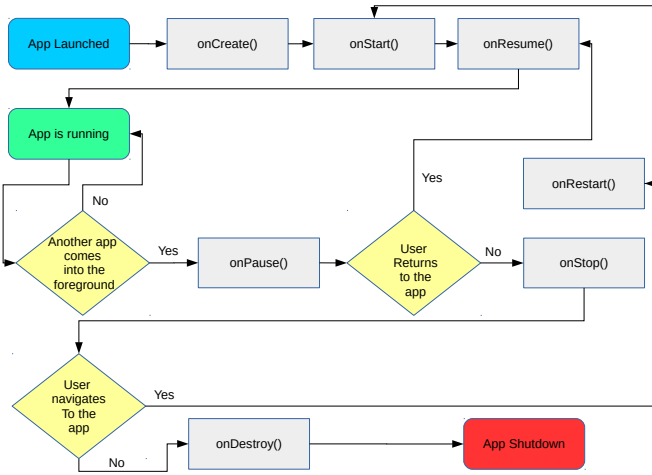 App Launched
onCreate()
onStart()
onResume()
App is running
Yes
onRestart()
No
Another app
comes
into the
foreground
Yes
onPause()
User
Returns
to the
app
No
onStop()
User
navigates
To the
app
Yes
No
onDestroy()
App Shutdown